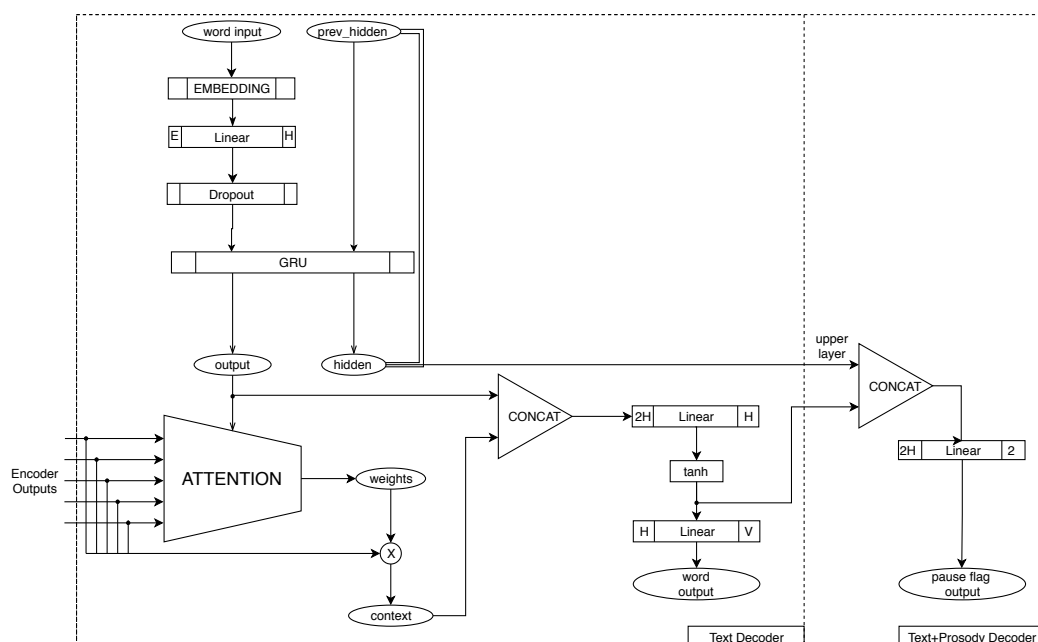 word input
prev_hidden
EMBEDDING
E Linear H
Dropout
GRU
output
hidden
upper
layer
CONCAT
CONCAT
2H Linear H
2H Linear 2
Encoder
Outputs
ATTENTION
weights
tanh
H Linear V
X
word
output
pause flag
output
context
Text Decoder
Text+Prosody Decoder